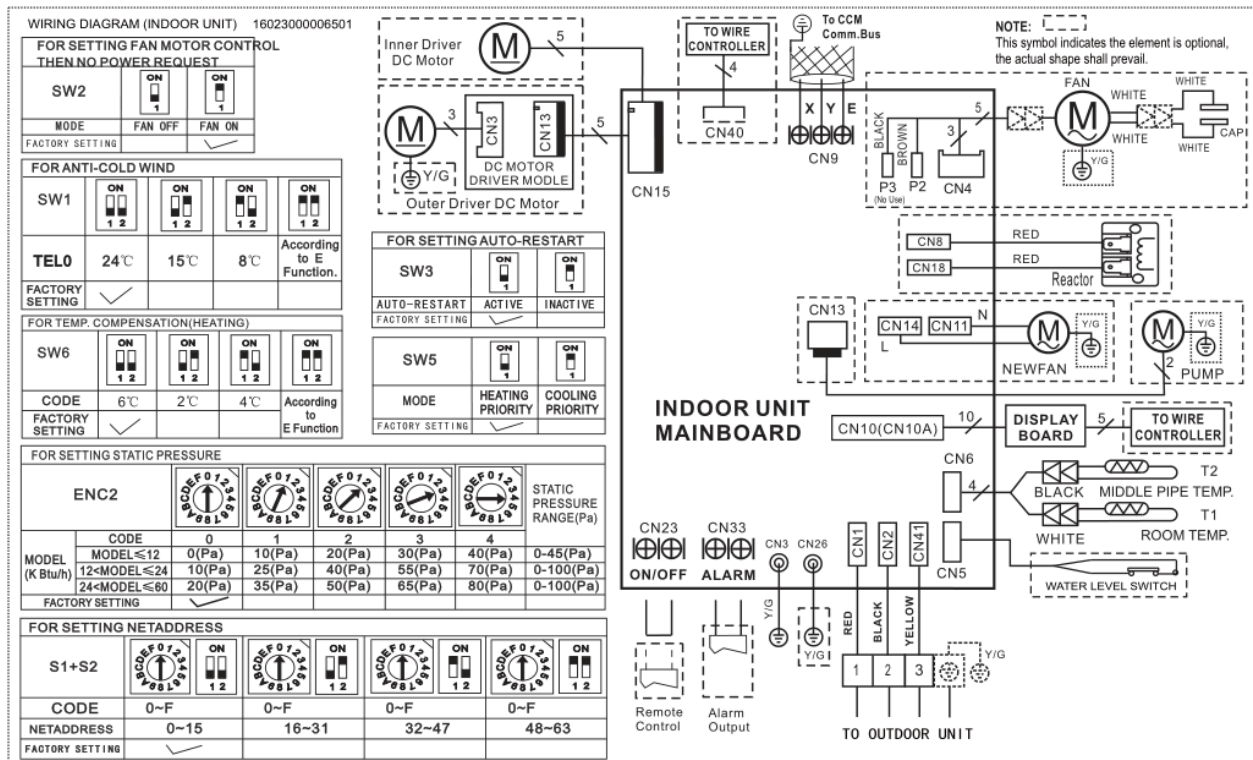 WIRING DIAGRAM (INDOOR UNIT) 16023000006501
FOR SETTING FAN MOTOR CONTROL
THEN NO POWER REQUEST
SW2
ON
1
ON
1
MODE FAN OFF FAN ON
FACTORY SETTING
FOR ANTI-COLD WIND
SW1
ON
1 2
ON
1 2
ON
1 2
ON
1 2
TEL0 24℃ 15℃ 8℃ According
to E
Function.
FACTORY
SETTING
FOR TEMP. COMPENSATION(HEATING)
SW6
ON
1 2
ON
1 2
ON
1 2
ON
1 2
CODE 6℃ 2℃ 4℃ According
to
E Function
FACTORY
SETTING
FOR SETTING AUTO-RESTART
SW3
ON
1
ON
1
AUTO-RESTART ACTIVE INACTIVE
FACTORY SETTING
SW5
ON
1
ON
1
MODE HEATING
PRIORITY COOLING
PRIORITY
FACTORY SETTING
FOR SETTING STATIC PRESSURE
ENC2
0123456789ABCDEF
0123456789ABCDEF
0123456789ABCDEF
0123456789ABCDEF
0123456789ABCDEF
STATIC
PRESSURE
RANGE(Pa)
MODEL
(K Btu/h)
CODE 0 1 2 3 4
MODEL≤12 0(Pa) 10(Pa) 20(Pa) 30(Pa) 40(Pa) 0-45(Pa)
12<MODEL≤24 10(Pa) 25(Pa) 40(Pa) 55(Pa) 70(Pa) 0-100(Pa)
24<MODEL≤60 20(Pa) 35(Pa) 50(Pa) 65(Pa) 80(Pa) 0-100(Pa)
FACTORY SETTING
FOR SETTING NETADDRESS
S1+S2
0123456789ABCDEF
ON
1 2
0123456789ABCDEF
ON
1 2
0123456789ABCDEF
ON
1 2
0123456789ABCDEF
ON
1 2
CODE 0~F 0~F 0~F 0~F
NETADDRESS 0~15 16~31 32~47 48~63
FACTORY SETTING
Inner Driver
DC Motor
M
5
M
3
CN3
CN13
DC MOTOR
DRIVER MODLE
Y/G
Outer Driver DC Motor
5
CN15
TO WIRE
CONTROLLER
4
CN40
To CCM
Comm.Bus
X Y E
CN9
NOTE:
This symbol indicates the element is optional,
the actual shape shall prevail.
FAN
M
Y/G
WHITE
WHITE
WHITE
WHITE
CAPI
5
3
BLACK
BROWN
P3
(No Use)
P2
CN4
CN8
RED
CN18
RED
Reactor
CN13
CN14
CN11
N
L
M
Y/G
NEWFAN
M
Y/G
2
PUMP
INDOOR UNIT
MAINBOARD
CN10(CN10A)
10
DISPLAY
BOARD
5
TO WIRE
CONTROLLER
CN6
4
BLACK
T2
MIDDLE PIPE TEMP.
WHITE
T1
ROOM TEMP.
CN5
WATER LEVEL SWITCH
CN23
ON/OFF
CN33
ALARM
CN3
CN26
CN1
CN2
CN41
Y/G
Y/G
RED
BLACK
YELLOW
1 2 3
Y/G
Remote
Control
Alarm
Output
TO OUTDOOR UNIT